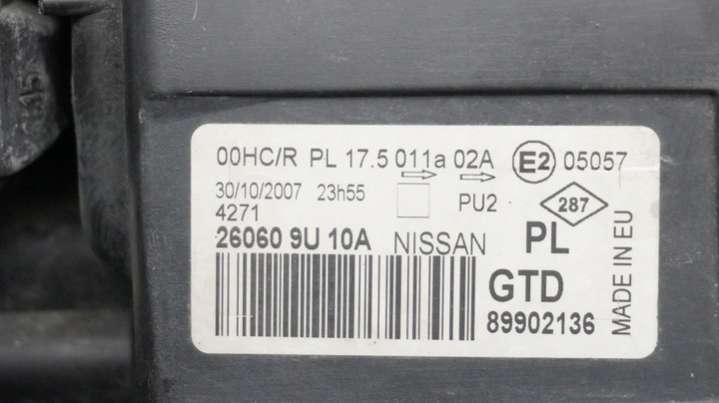 00HC/R PL 17.5 011a 02A E2 05057
30/10/2007 23h55 PU2 287
4271
26060 9U 10A NISSAN PL
GTD
89902136
MADE IN EU
15